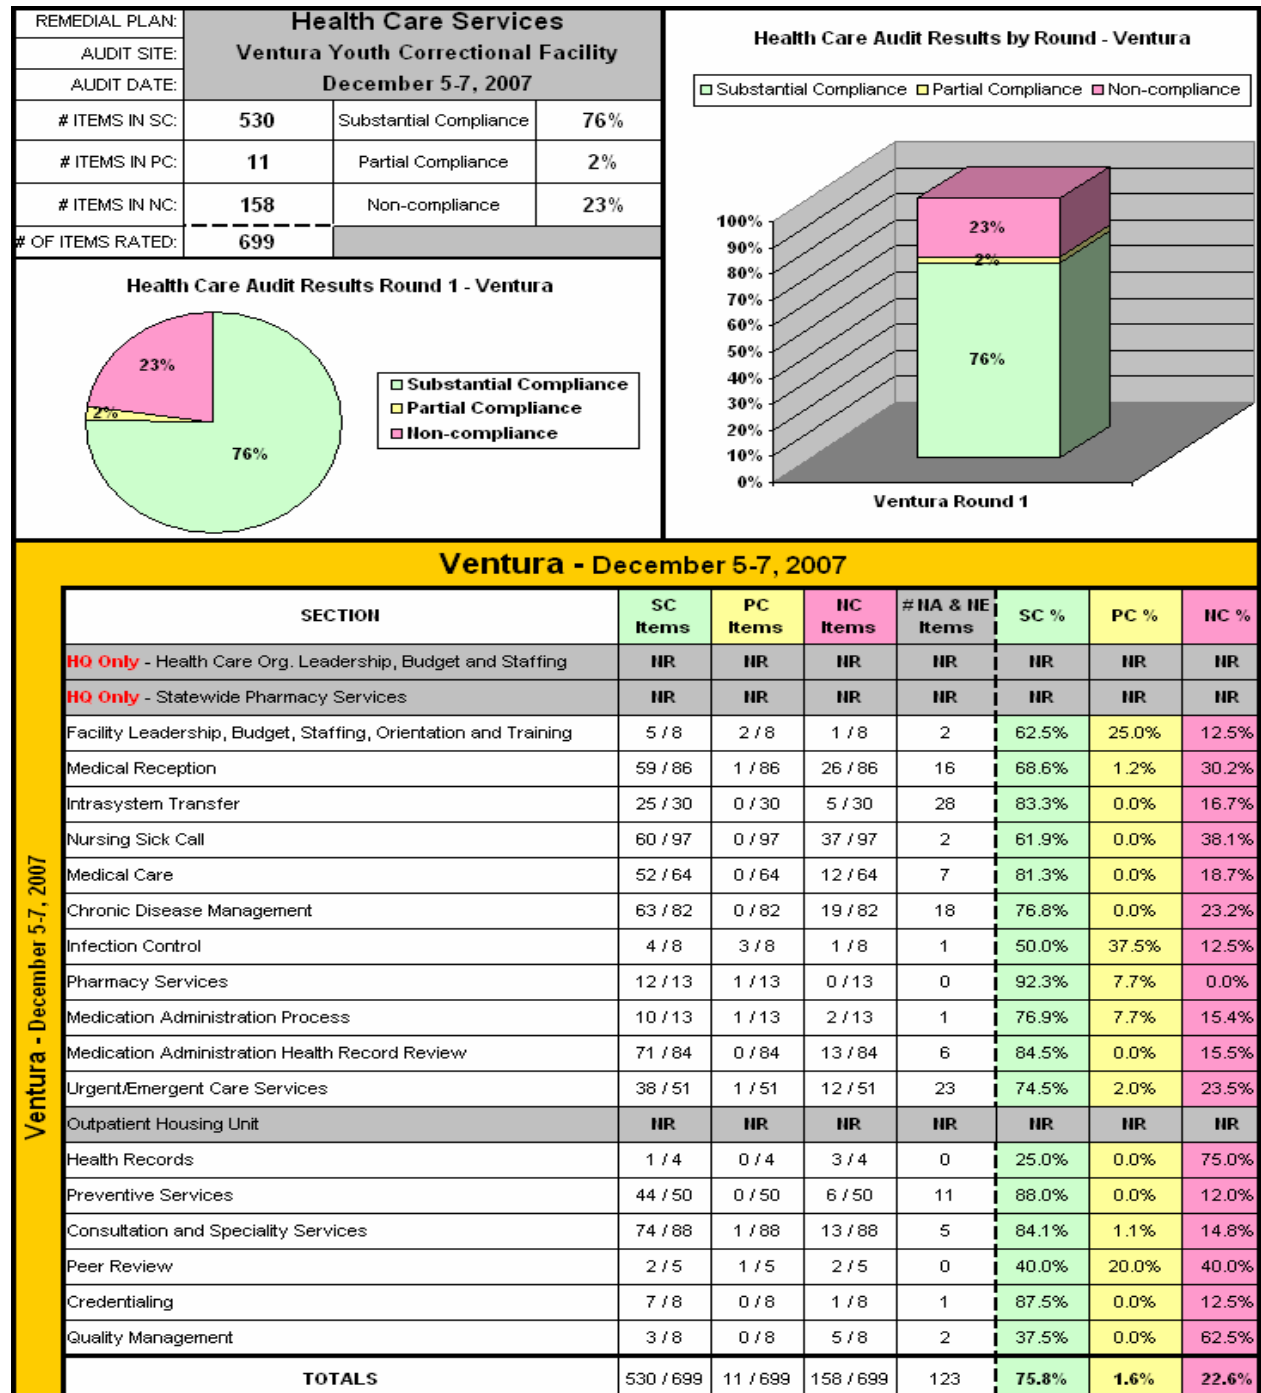 REMEDIAL PLAN: Health Care Services
AUDIT SITE: Ventura Youth Correctional Facility
AUDIT DATE: December 5-7, 2007
# ITEMS IN SC: 530 Substantial Compliance 76%
# ITEMS IN PC: 11 Partial Compliance 2%
# ITEMS IN NC: 158 Non-compliance 23%
# OF ITEMS RATED: 699
Health Care Audit Results Round 1 - Ventura
23%
2%
76%
Substantial Compliance
Partial Compliance
Non-compliance
Health Care Audit Results by Round - Ventura
Substantial Compliance Partial Compliance Non-compliance
100%
90%
80%
70%
60%
50%
40%
30%
20%
10%
0%
23%
2%
76%
Ventura Round 1
Ventura - December 5-7, 2007
Ventura - December 5-7, 2007
SECTION SC Items PC Items NC Items # NA & NE Items SC % PC % NC %
HQ Only - Health Care Org. Leadership, Budget and Staffing NR NR NR NR NR NR NR
HQ Only - Statewide Pharmacy Services NR NR NR NR NR NR NR
Facility Leadership, Budget, Staffing, Orientation and Training 5 / 8 2 / 8 1 / 8 2 62.5% 25.0% 12.5%
Medical Reception 59 / 86 1 / 86 26 / 86 16 68.6% 1.2% 30.2%
Intrasystem Transfer 25 / 30 0 / 30 5 / 30 28 83.3% 0.0% 16.7%
Nursing Sick Call 60 / 97 0 / 97 37 / 97 2 61.9% 0.0% 38.1%
Medical Care 52 / 64 0 / 64 12 / 64 7 81.3% 0.0% 18.7%
Chronic Disease Management 63 / 82 0 / 82 19 / 82 18 76.8% 0.0% 23.2%
Infection Control 4 / 8 3 / 8 1 / 8 1 50.0% 37.5% 12.5%
Pharmacy Services 12 / 13 1 / 13 0 / 13 0 92.3% 7.7% 0.0%
Medication Administration Process 10 / 13 1 / 13 2 / 13 1 76.9% 7.7% 15.4%
Medication Administration Health Record Review 71 / 84 0 / 84 13 / 84 6 84.5% 0.0% 15.5%
Urgent/Emergent Care Services 38 / 51 1 / 51 12 / 51 23 74.5% 2.0% 23.5%
Outpatient Housing Unit NR NR NR NR NR NR NR
Health Records 1 / 4 0 / 4 3 / 4 0 25.0% 0.0% 75.0%
Preventive Services 44 / 50 0 / 50 6 / 50 11 88.0% 0.0% 12.0%
Consultation and Speciality Services 74 / 88 1 / 88 13 / 88 5 84.1% 1.1% 14.8%
Peer Review 2 / 5 1 / 5 2 / 5 0 40.0% 20.0% 40.0%
Credentialing 7 / 8 0 / 8 1 / 8 1 87.5% 0.0% 12.5%
Quality Management 3 / 8 0 / 8 5 / 8 2 37.5% 0.0% 62.5%
TOTALS 530 / 699 11 / 699 158 / 699 123 75.8% 1.6% 22.6%